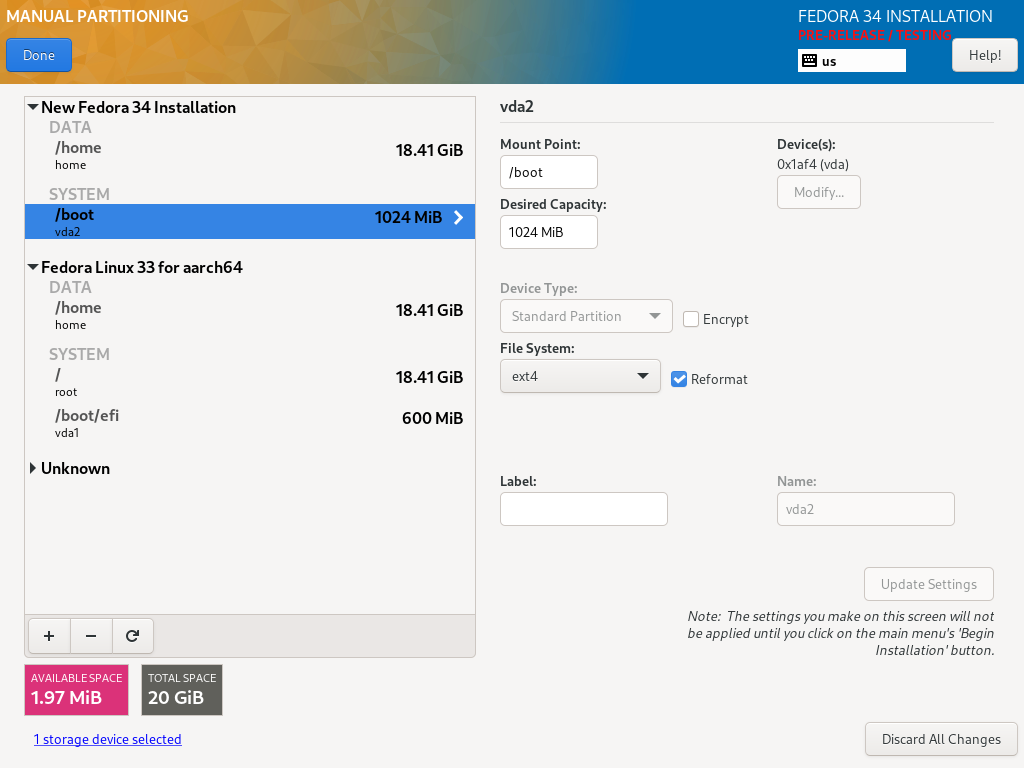 MANUAL PARTITIONING
FEDORA 34 INSTALLATION
PRE-RELEASE / TESTING
Done
us
Help!
New Fedora 34 Installation
DATA
/home
18.41 GiB
home
SYSTEM
/boot
1024 MiB
vda2
Fedora Linux 33 for aarch64
DATA
/home
18.41 GiB
home
SYSTEM
/
18.41 GiB
root
/boot/efi
600 MiB
vda1
Unknown
+ −
AVAILABLE SPACE
1.97 MiB
TOTAL SPACE
20 GiB
1 storage device selected
vda2
Mount Point:
/boot
Device(s):
0x1af4 (vda)
Modify...
Desired Capacity:
1024 MiB
Device Type:
Standard Partition
Encrypt
File System:
ext4
Reformat
Label:
Name:
vda2
Update Settings
Note: The settings you make on this screen will not
be applied until you click on the main menu's 'Begin
Installation' button.
Discard All Changes